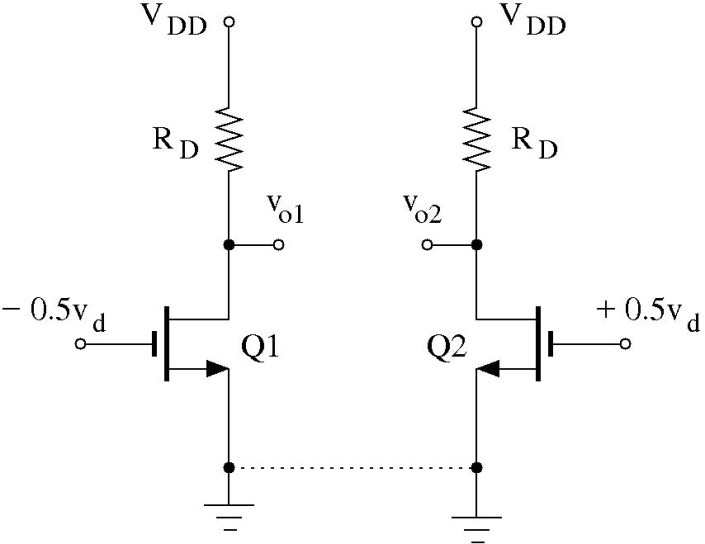 V DD
V DD
R D
R D
v o1
v o2
− 0.5v d
+ 0.5v d
Q1
Q2